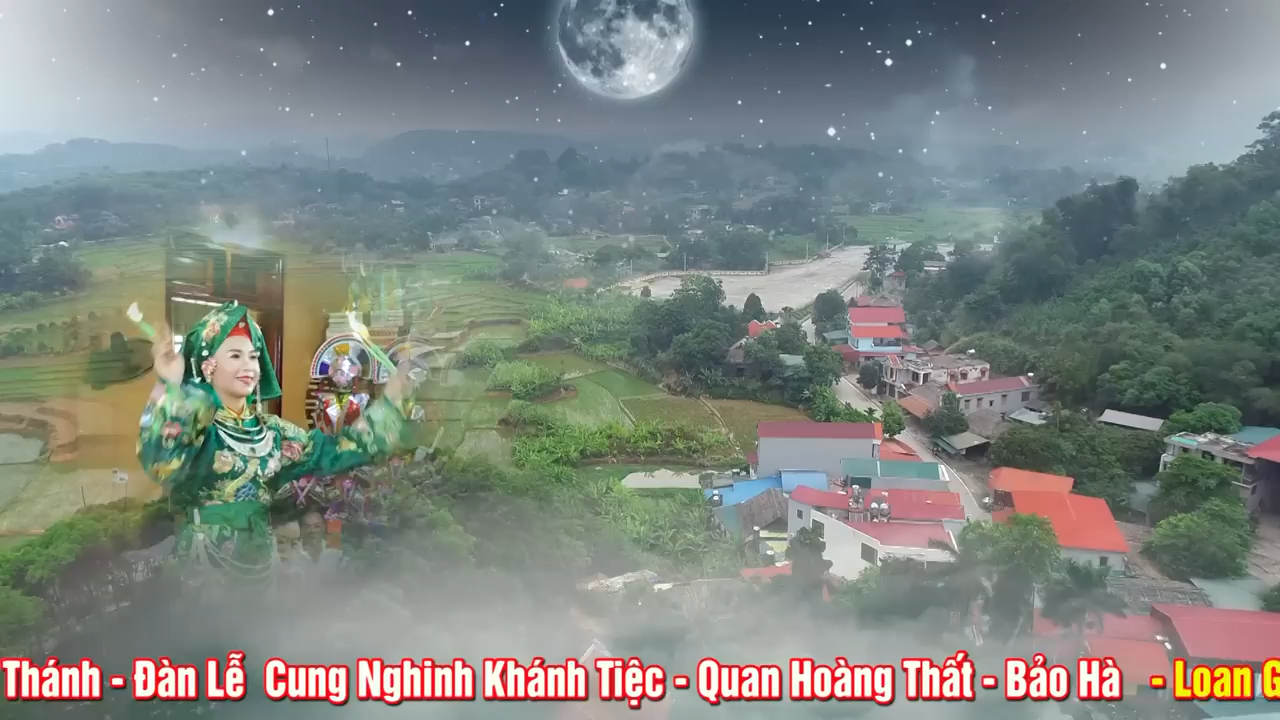 Thánh - Đàn Lễ Cung Nghinh Khánh Tiệc - Quan Hoàng Thất - Bảo Hà - Loan